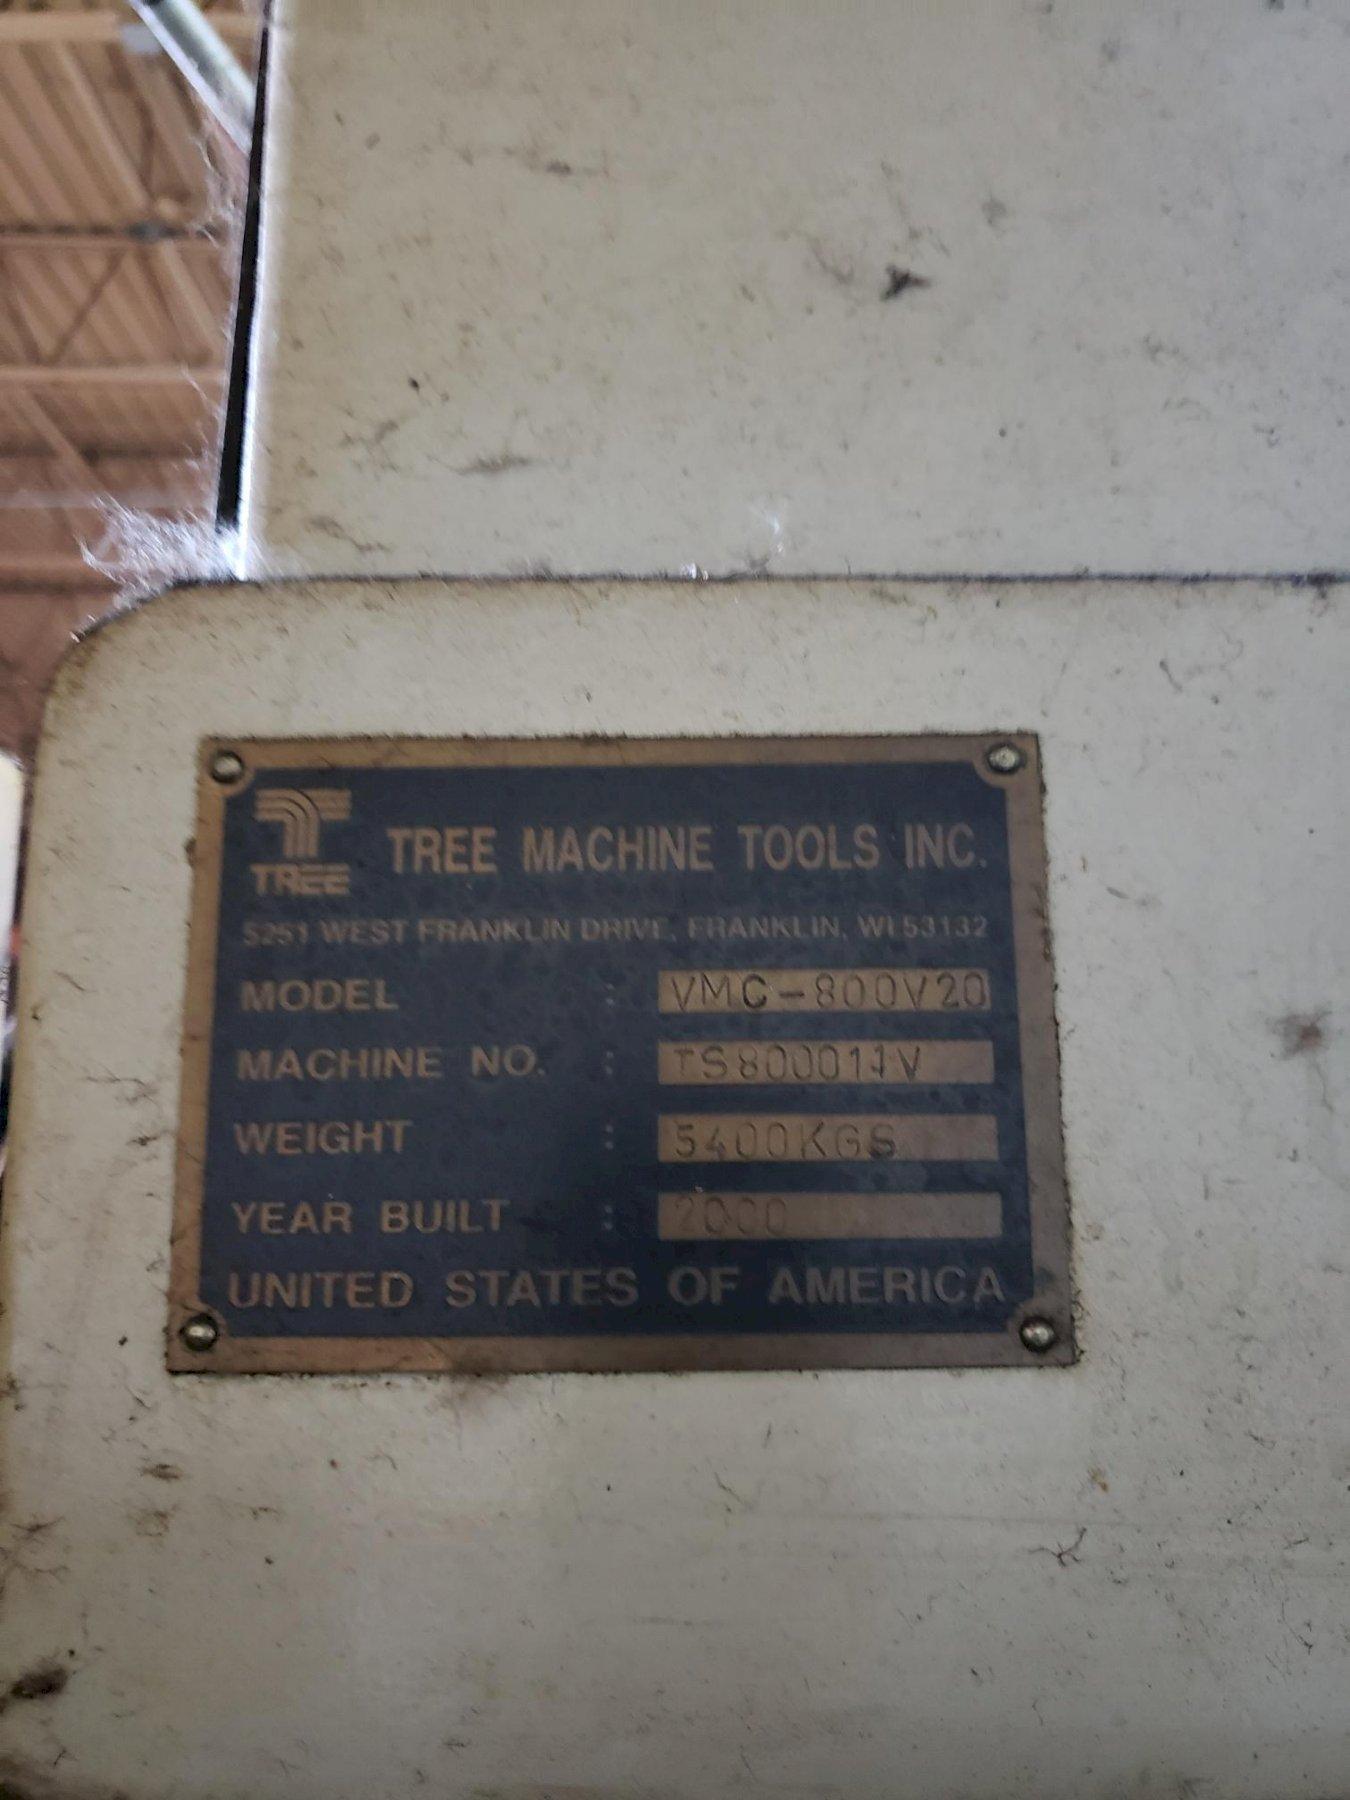 TREE
TREE MACHINE TOOLS INC.
5251 WEST FRANKLIN DRIVE, FRANKLIN, WI 53132
MODEL : VMC-800V20
MACHINE NO. : TS800011V
WEIGHT : 5400KGS
YEAR BUILT : 2000
UNITED STATES OF AMERICA